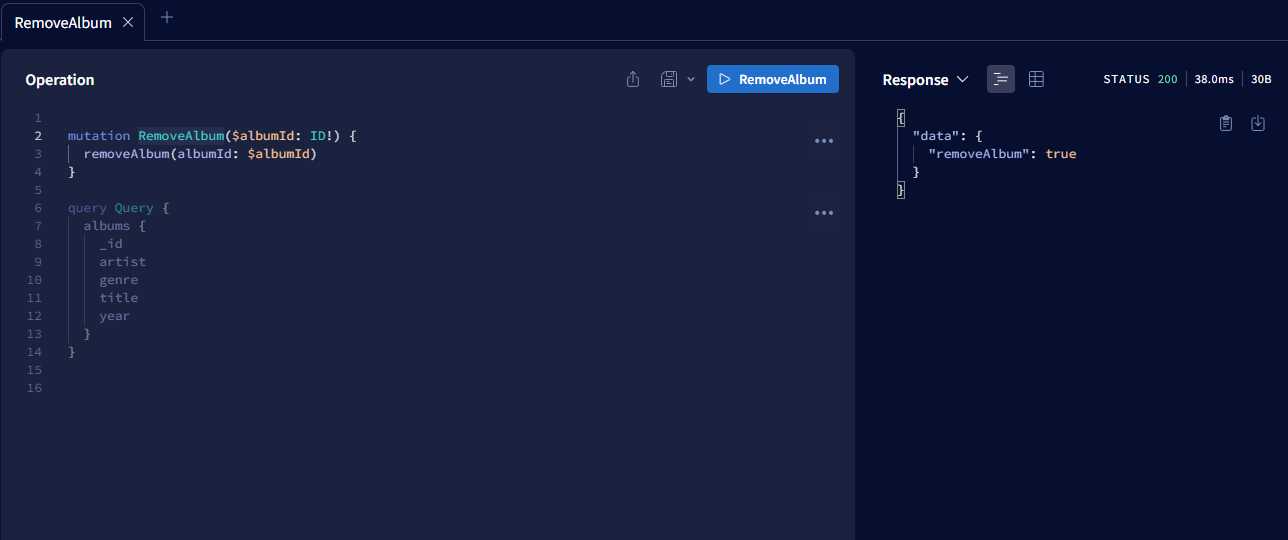 RemoveAlbum
Operation
RemoveAlbum
1
2 mutation RemoveAlbum($albumId: ID!) {
3 removeAlbum(albumId: $albumId)
4 }
5
6 query Query {
7 albums {
8 _id
9 artist
10 genre
11 title
12 year
13 }
14 }
15
16
Response
STATUS 200 38.0ms 30B
{
"data": {
"removeAlbum": true
}
}